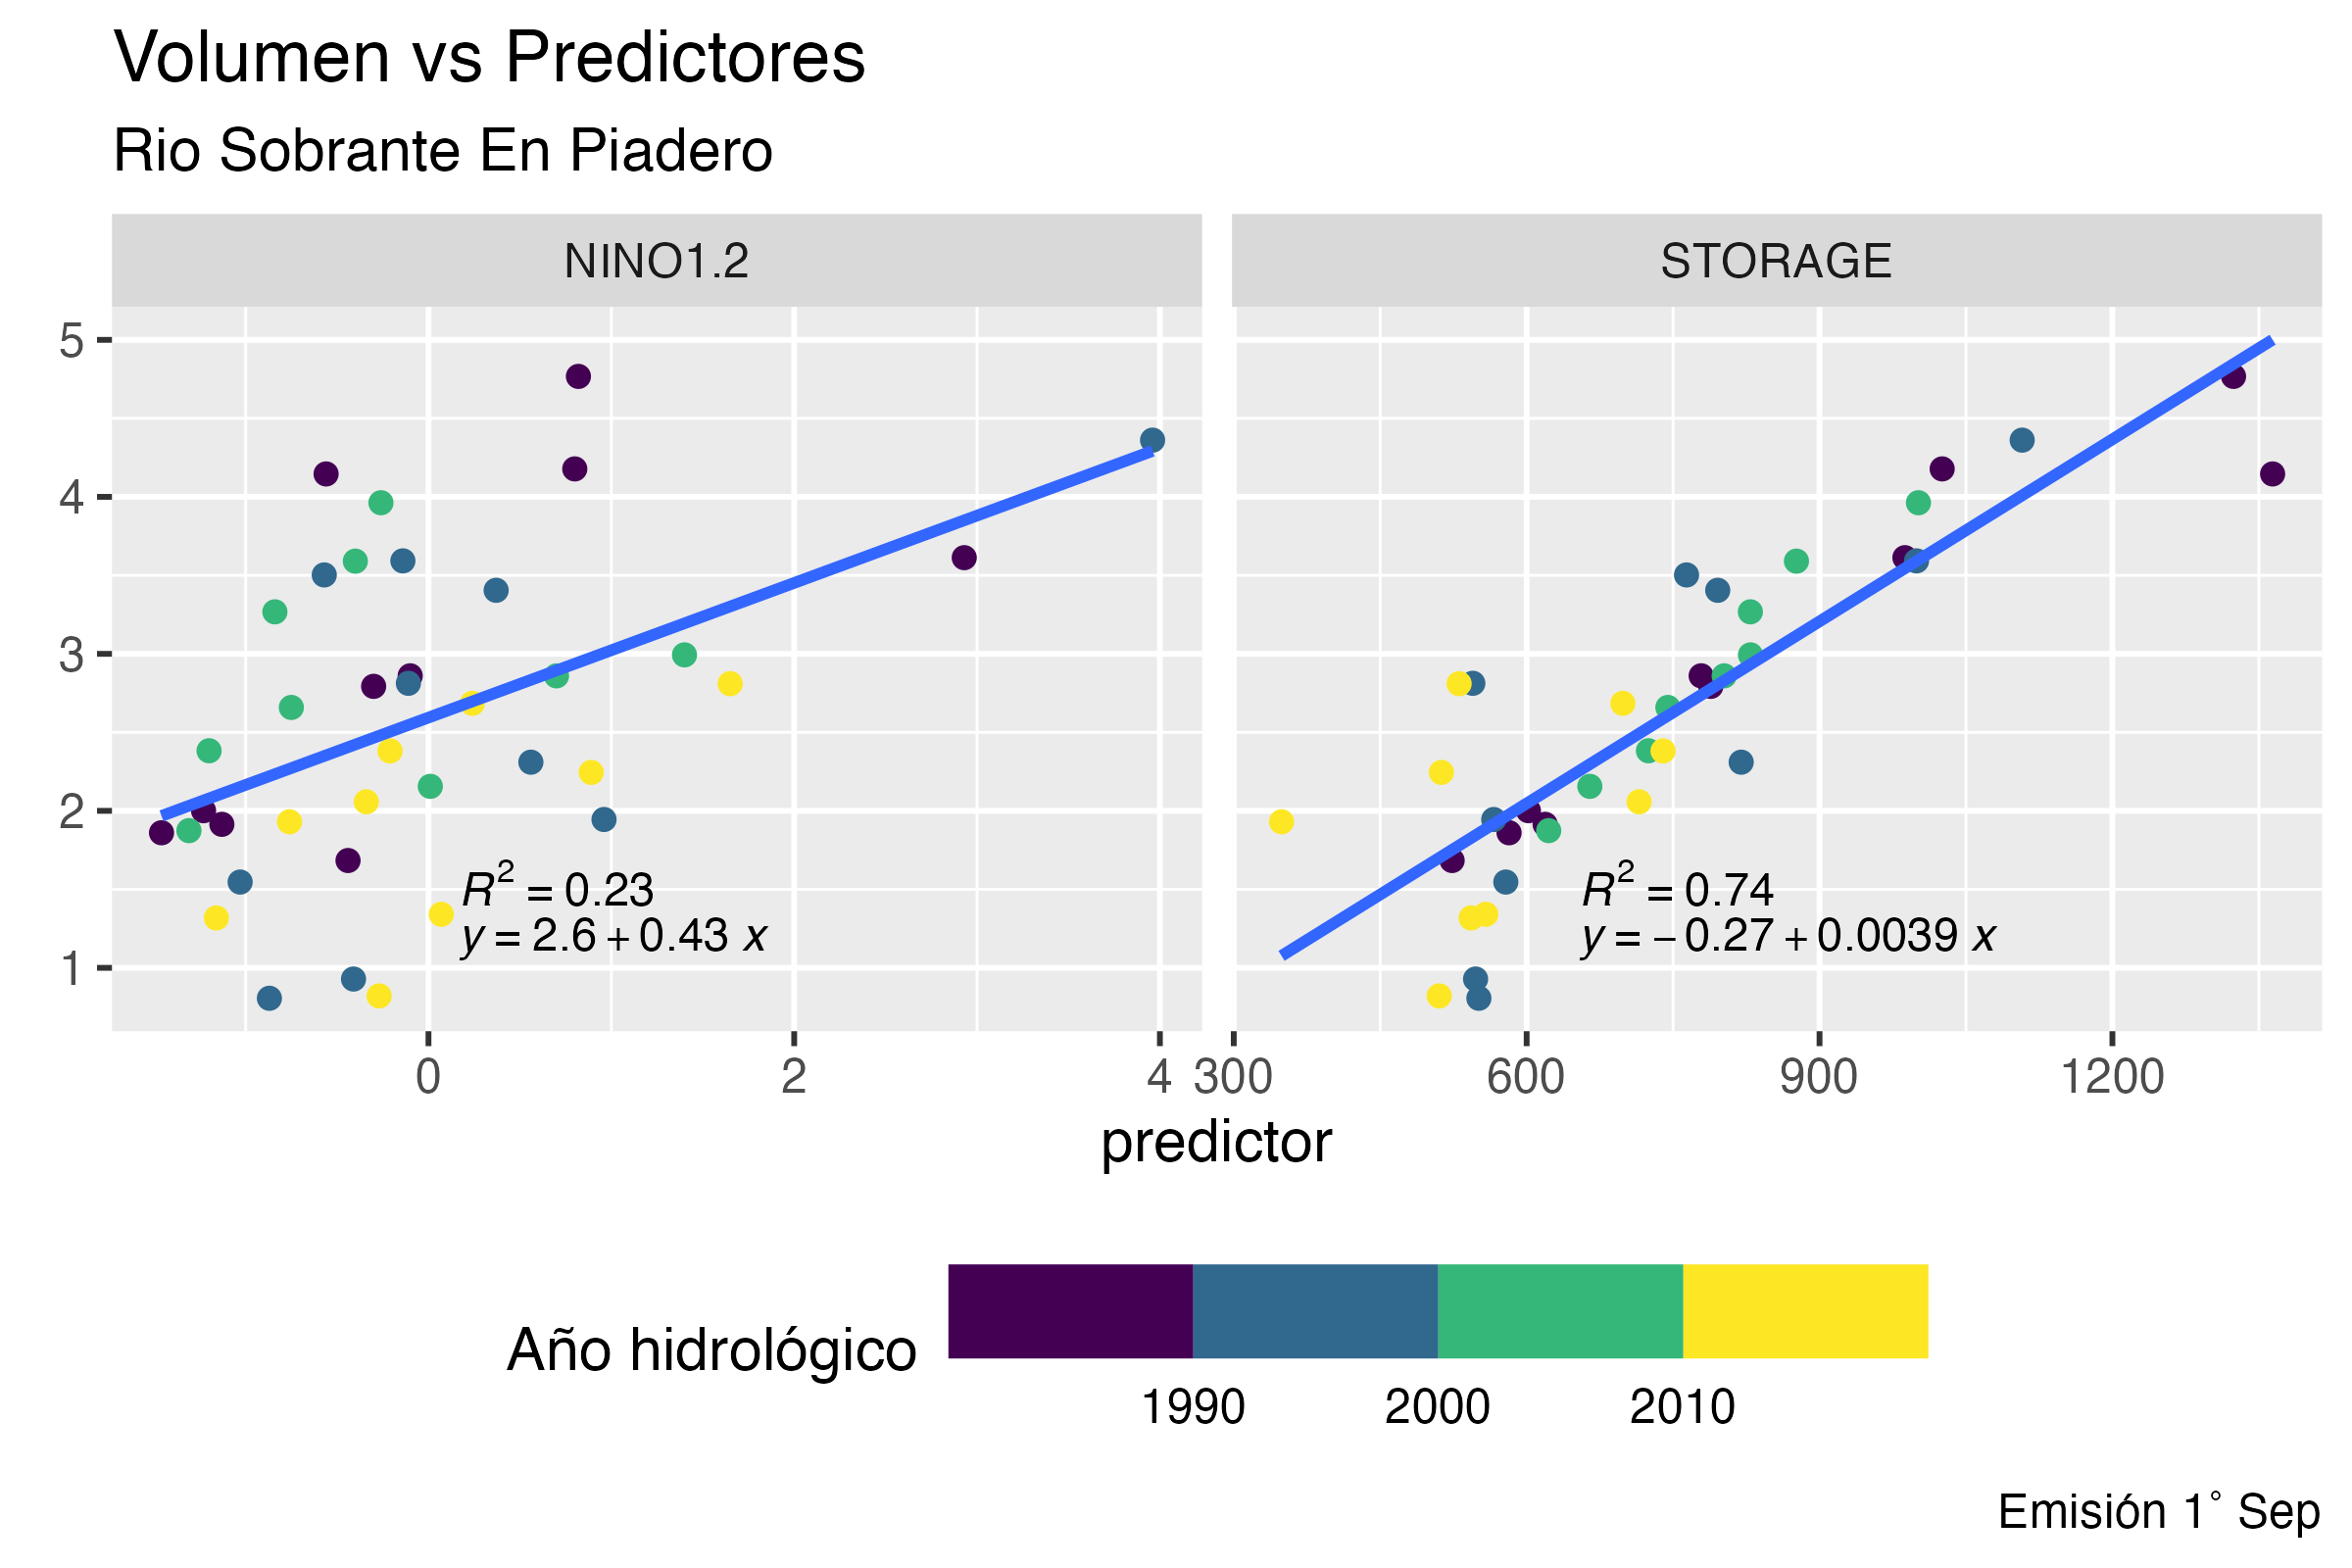 Volumen vs Predictores
Rio Sobrante En Piadero
NINO1.2
STORAGE
5
4
3
2
1
R² = 0.23
y = 2.6 + 0.43 x
R² = 0.74
y = −0.27 + 0.0039 x
0 2 4
300 600 900 1200
predictor
Año hidrológico
1990 2000 2010
Emisión 1° Sep